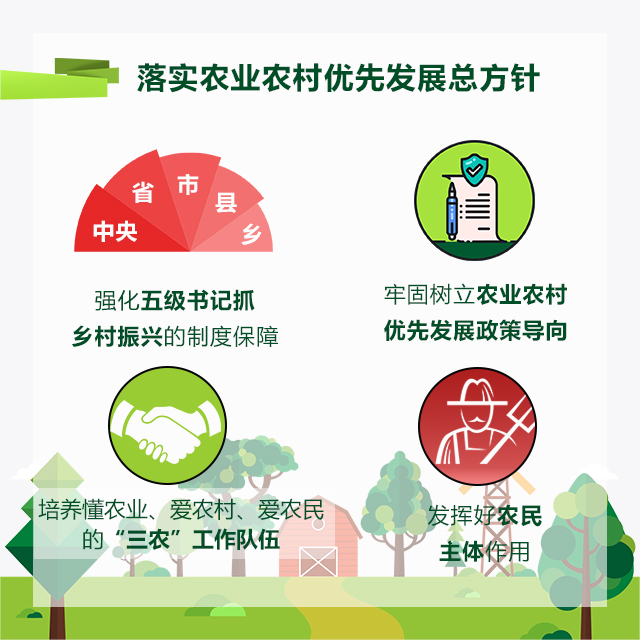 落实农业农村优先发展总方针
中央
省
市
县
乡
强化五级书记抓
乡村振兴的制度保障
牢固树立农业农村
优先发展政策导向
培养懂农业、爱农村、爱农民
的“三农”工作队伍
发挥好农民
主体作用